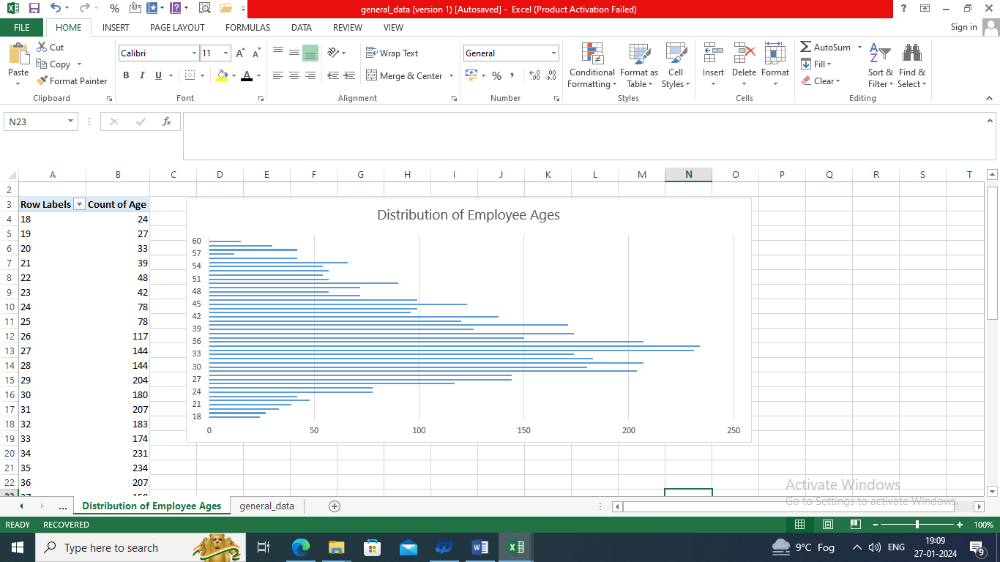 general_data (version 1) [Autosaved] - Excel (Product Activation Failed)
FILE HOME INSERT PAGE LAYOUT FORMULAS DATA REVIEW VIEW Sign in
Paste Cut Copy Format Painter
Calibri 11
B I U
Wrap Text
Merge & Center
General
Conditional Formatting Format as Table Cell Styles
Insert Delete Format
AutoSum Fill Clear
Sort & Filter Find & Select
Clipboard Font Alignment Number Styles Cells Editing
N23 fx
A B C D E F G H I J K L M N O P Q R S T
2
3 Row Labels Count of Age
4 18 24
5 19 27
6 20 33
7 21 39
8 22 48
9 23 42
10 24 78
11 25 78
12 26 117
13 27 144
14 28 144
15 29 204
16 30 180
17 31 207
18 32 183
19 33 174
20 34 231
21 35 234
22 36 207
Distribution of Employee Ages
60
57
54
51
48
45
42
39
36
33
30
27
24
21
18
0 50 100 150 200 250
Activate Windows
Go to Settings to activate Windows.
... Distribution of Employee Ages general_data
READY RECOVERED 100%
Type here to search
9°C Fog ENG 19:09
27-01-2024
9